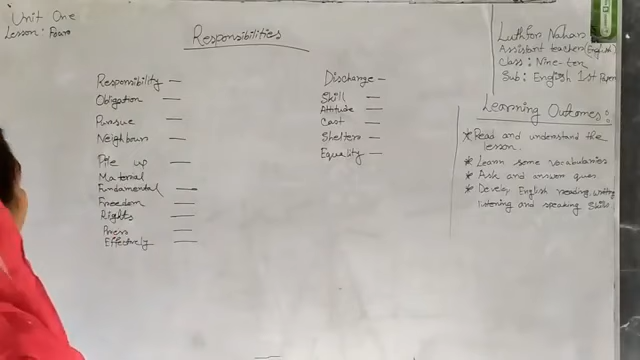 Unit One
Lesson: Four
Responsibilities
Responsibility —
Obligation —
Pursue —
Neighbour —
Pile up —
Material
Fundamental —
Freedom —
Rights —
Press —
Effectively —
Discharge —
Skill —
Attitude —
Cast —
Shelter —
Equality —
Luthfon Nahar
Assistant teacher (English)
Class: Nine-ten
Sub: English 1st Paper
Learning Outcomes:
* Read and understand the
lesson.
* Learn some vocabularies
* Ask and answer ques.
* Develop English reading, writing
listening and speaking skills.